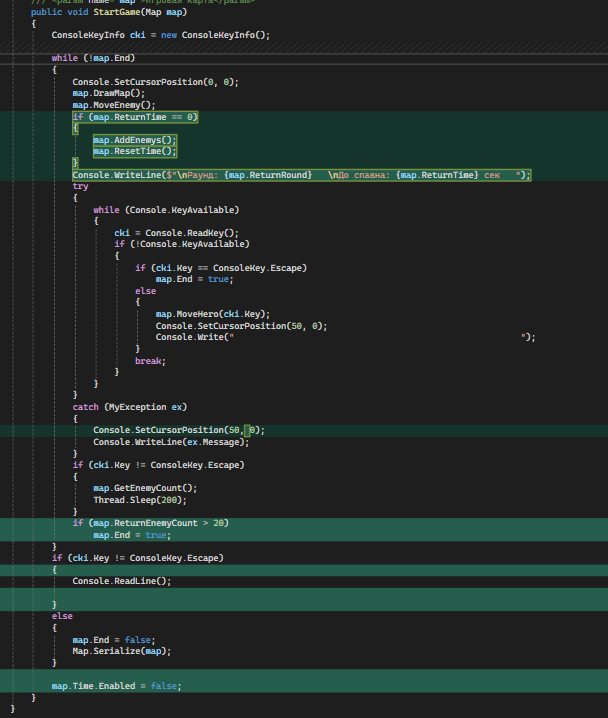 /// <param name="map">Игровая карта</param>
public void StartGame(Map map)
{
    ConsoleKeyInfo cki = new ConsoleKeyInfo();
    while (!map.End)
    {
        Console.SetCursorPosition(0, 0);
        map.DrawMap();
        map.MoveEnemy();
        if (map.ReturnTime == 0)
        {
            map.AddEnemys();
            map.ResetTime();
        }
        Console.WriteLine($"\nРаунд: {map.ReturnRound}   \nДо спавна: {map.ReturnTime} сек   ");
        try
        {
            while (Console.KeyAvailable)
            {
                cki = Console.ReadKey();
                if (!Console.KeyAvailable)
                {
                    if (cki.Key == ConsoleKey.Escape)
                        map.End = true;
                    else
                    {
                        map.MoveHero(cki.Key);
                        Console.SetCursorPosition(50, 0);
                        Console.Write("                                                       ");
                    }
                    break;
                }
            }
        }
        catch (MyException ex)
        {
            Console.SetCursorPosition(50, 0);
            Console.WriteLine(ex.Message);
        }
        if (cki.Key != ConsoleKey.Escape)
        {
            map.GetEnemyCount();
            Thread.Sleep(200);
        }
        if (map.ReturnEnemyCount > 20)
            map.End = true;
    }
    if (cki.Key != ConsoleKey.Escape)
    {
        Console.ReadLine();

    }
    else
    {
        map.End = false;
        Map.Serialize(map);
    }

    map.Time.Enabled = false;
}
}